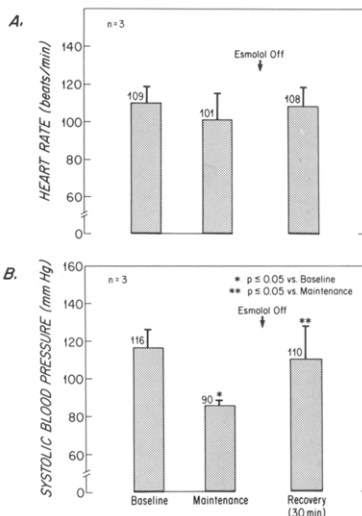 A.
n=3
Esmolol Off
HEART RATE (beats/min)
140
120
100
80
60
0
109
101
108
B.
n=3
* p ≤ 0.05 vs. Baseline
** p ≤ 0.05 vs. Maintenance
Esmolol Off
SYSTOLIC BLOOD PRESSURE (mm Hg)
160
140
120
100
80
60
0
116
90
*
110
**
Baseline Maintenance Recovery
(30 min)